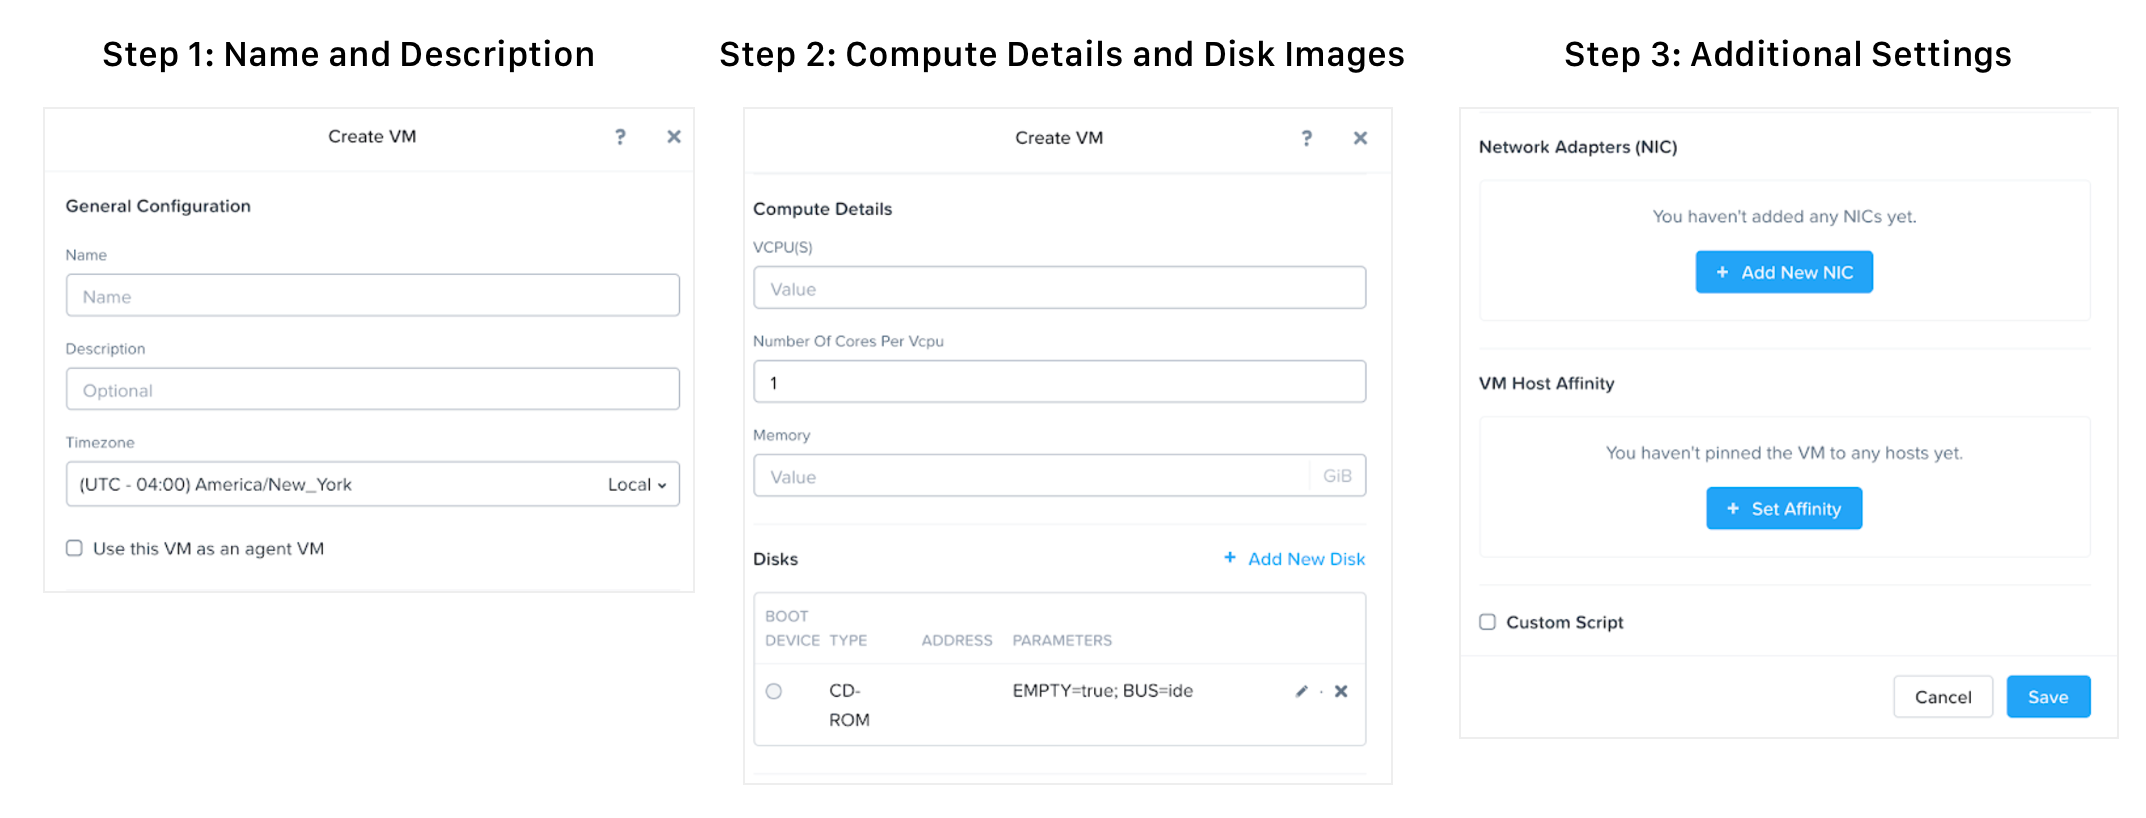 Step 1: Name and Description
Create VM ? ×
General Configuration
Name
Name
Description
Optional
Timezone
(UTC - 04:00) America/New_York Local
Use this VM as an agent VM
Step 2: Compute Details and Disk Images
Create VM ? ×
Compute Details
VCPU(S)
Value
Number Of Cores Per Vcpu
1
Memory
Value GiB
Disks + Add New Disk
BOOT
DEVICE TYPE ADDRESS PARAMETERS
CD- EMPTY=true; BUS=ide · ×
ROM
Step 3: Additional Settings
Network Adapters (NIC)
You haven't added any NICs yet.
+ Add New NIC
VM Host Affinity
You haven't pinned the VM to any hosts yet.
+ Set Affinity
Custom Script
Cancel Save